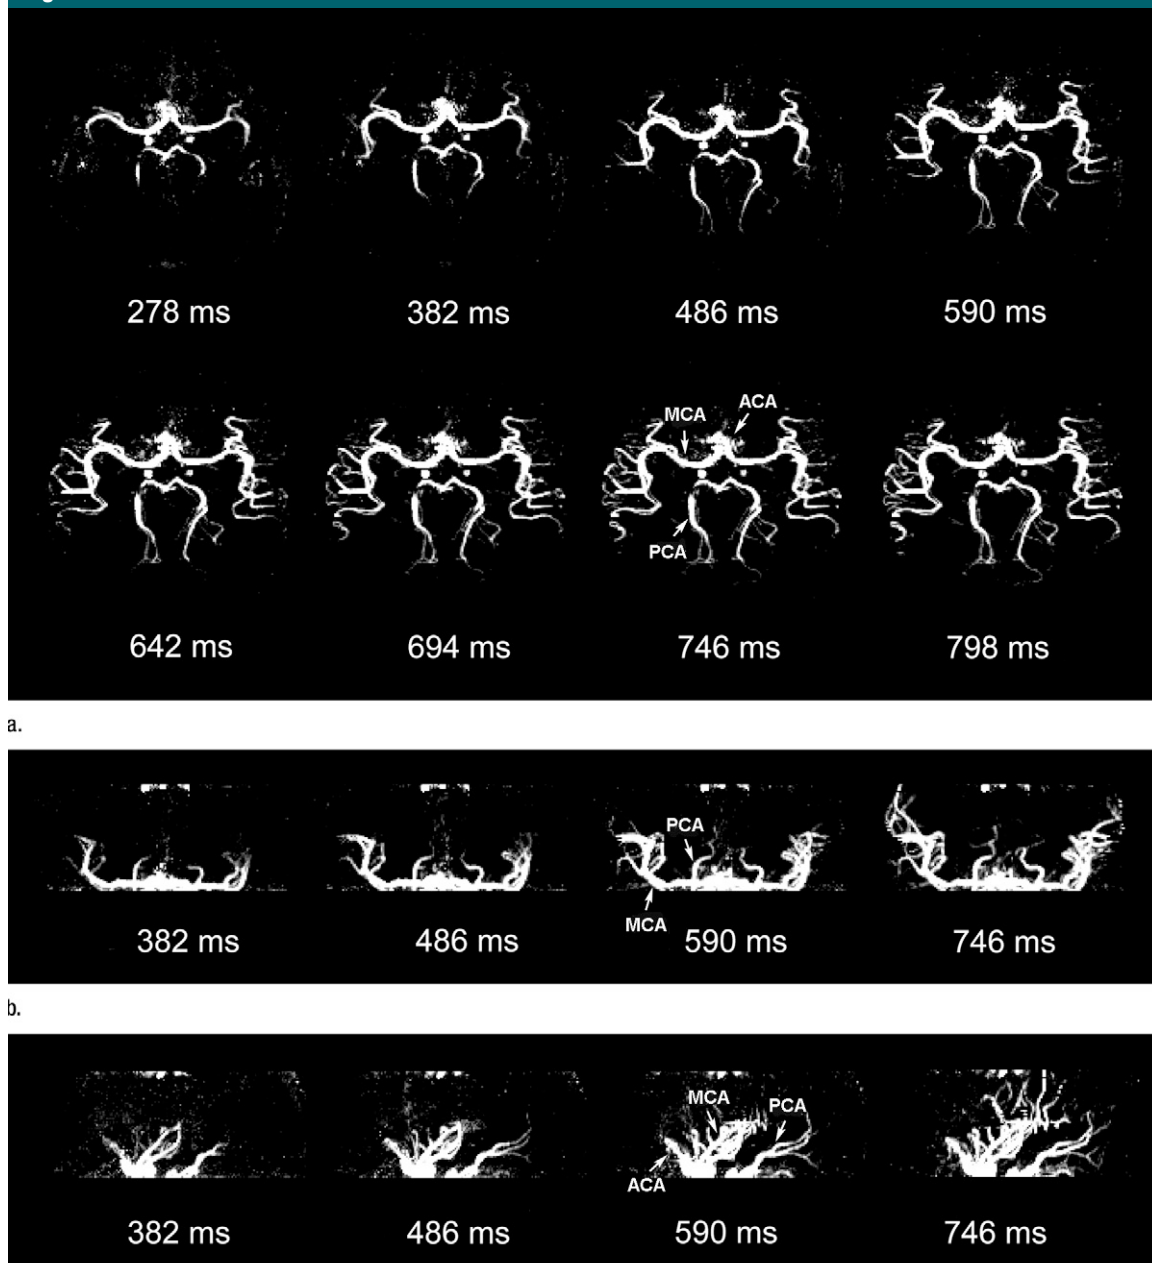 278 ms 382 ms 486 ms 590 ms
MCA ACA
PCA
642 ms 694 ms 746 ms 798 ms
a.
PCA
MCA
382 ms 486 ms 590 ms 746 ms
b.
MCA PCA
ACA
382 ms 486 ms 590 ms 746 ms